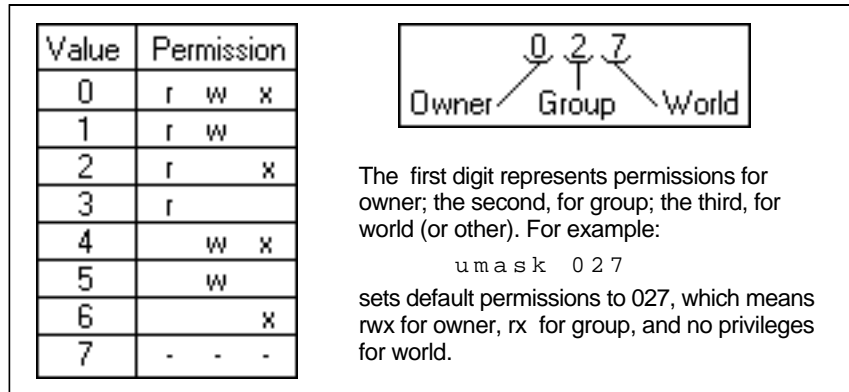 Value Permission
0 r w x
1 r w
2 r x
3 r
4 w x
5 w
6 x
7 - - -
0 2 7
Owner Group World
The first digit represents permissions for
owner; the second, for group; the third, for
world (or other). For example:
umask 027
sets default permissions to 027, which means
rwx for owner, rx for group, and no privileges
for world.